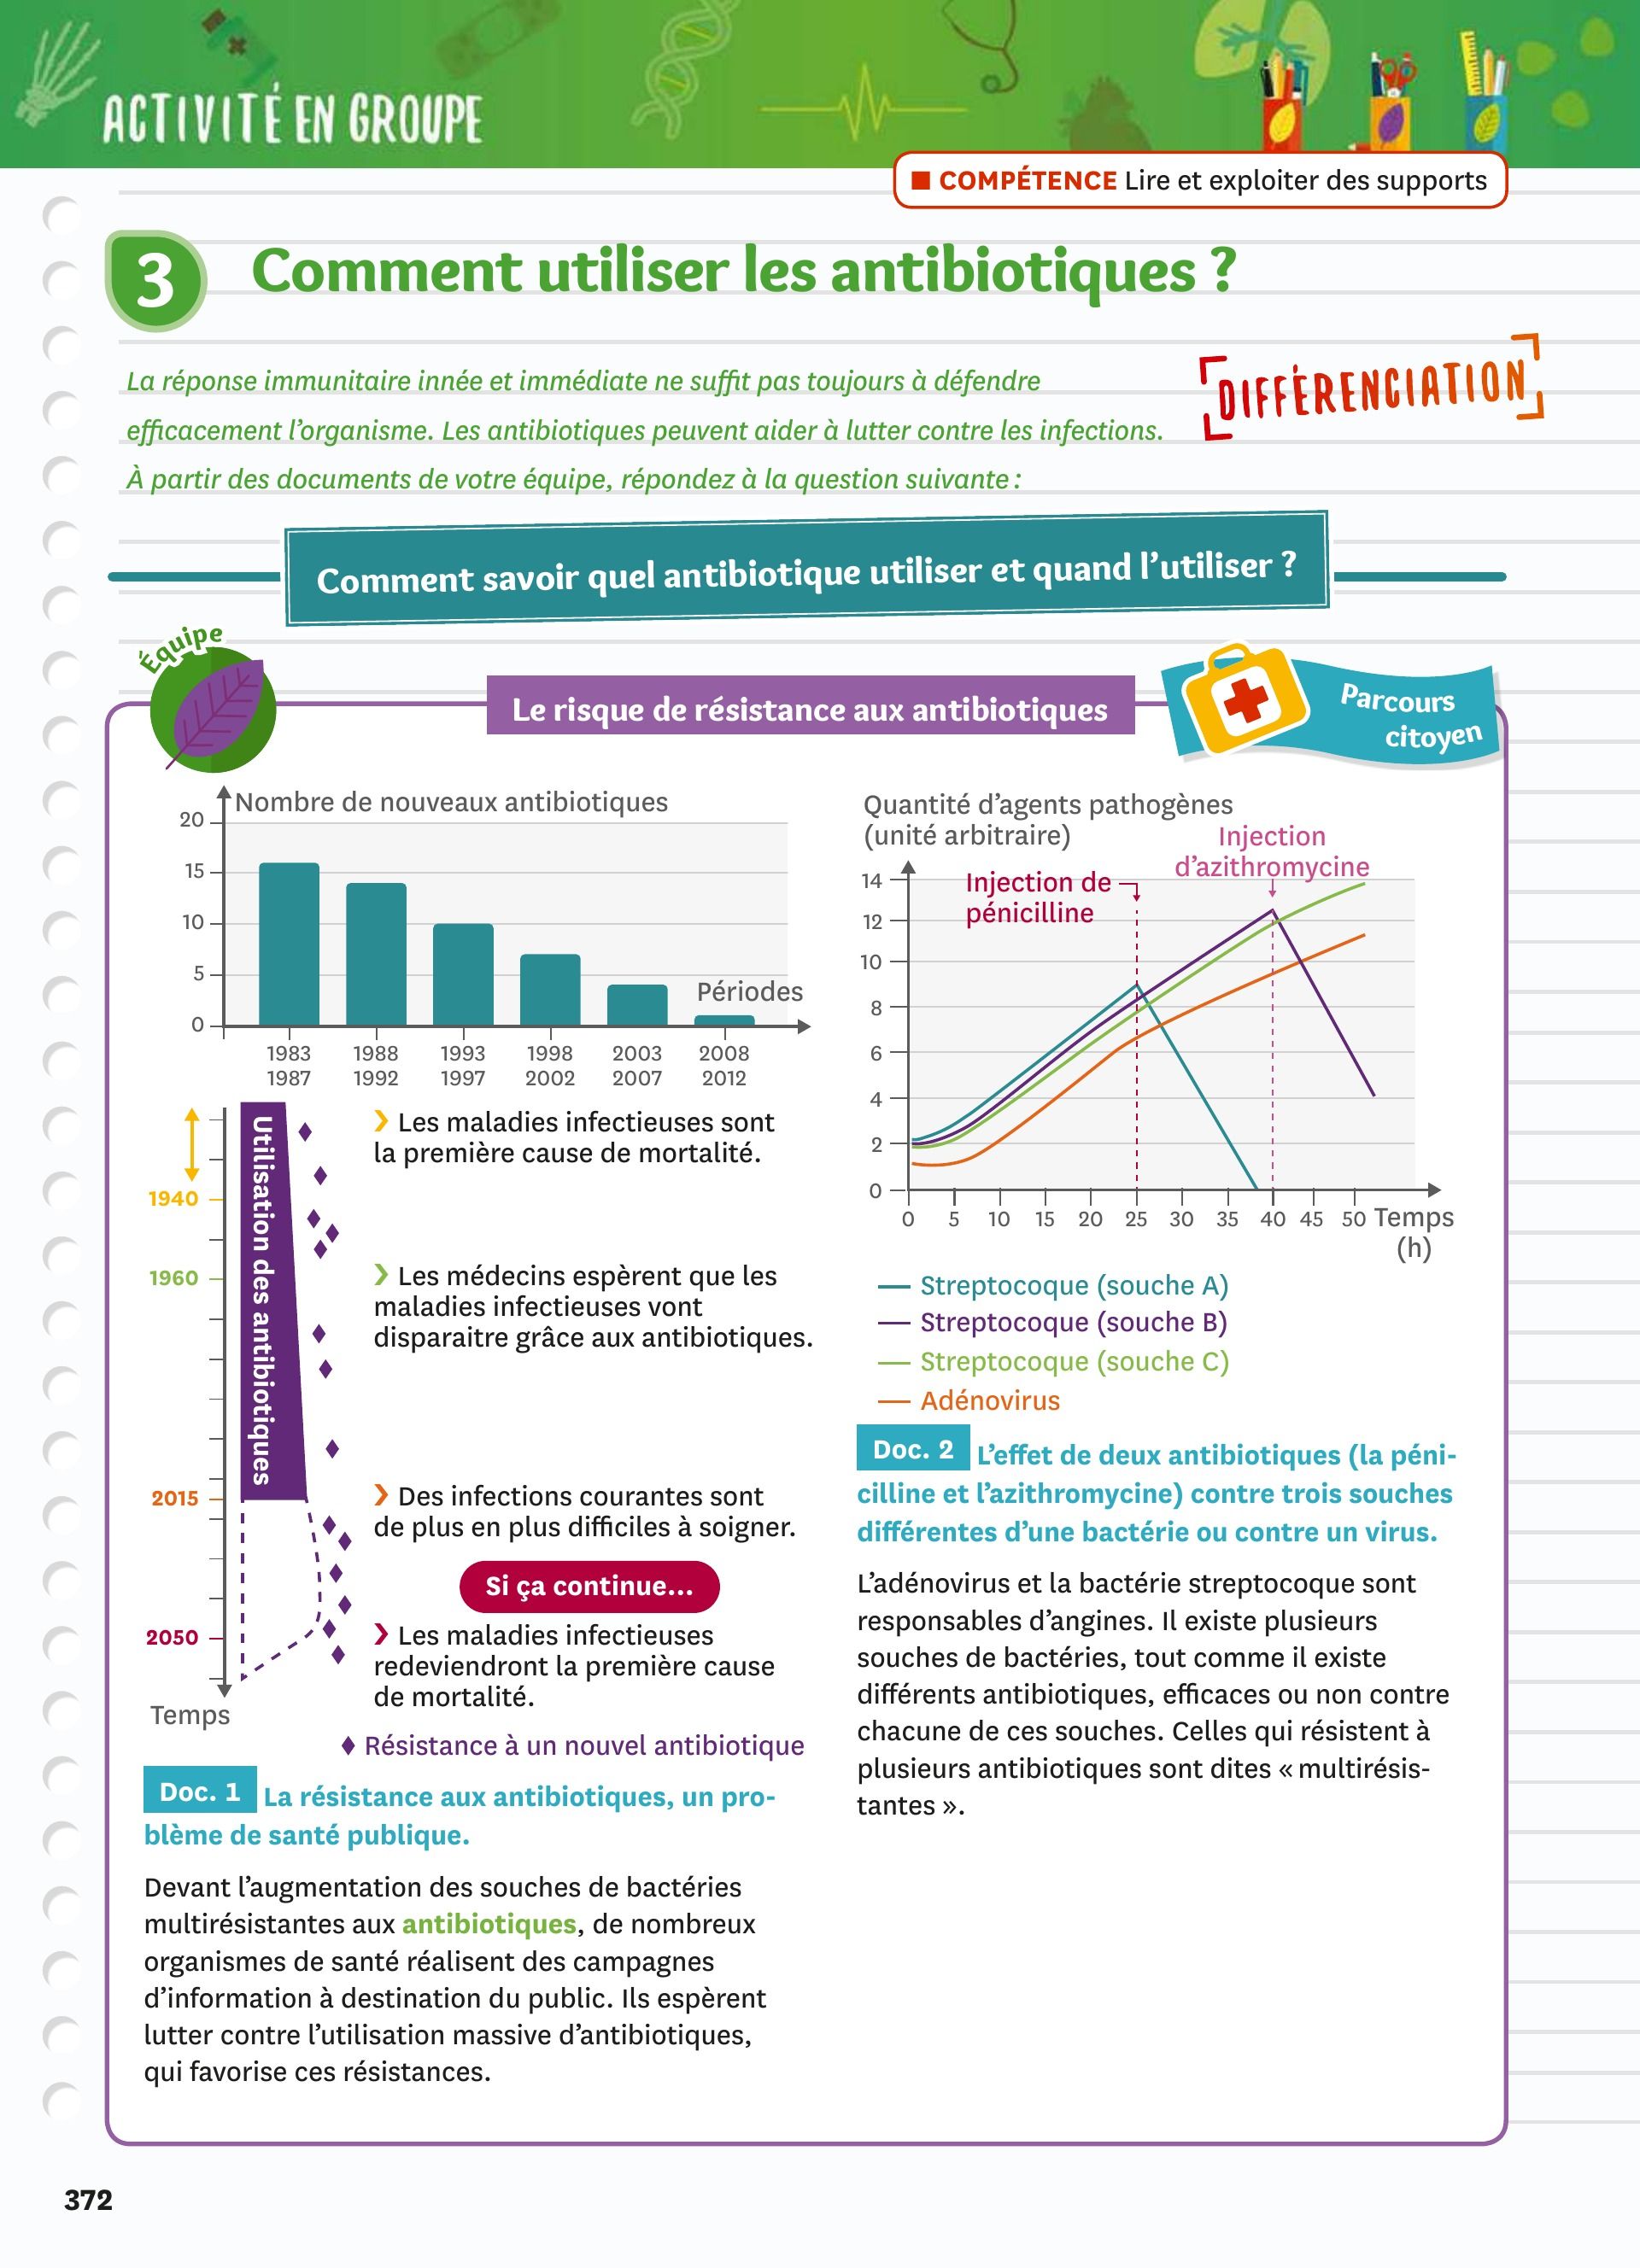 ACTIVITÉ EN GROUPE
■ COMPÉTENCE Lire et exploiter des supports
3
Comment utiliser les antibiotiques ?
La réponse immunitaire innée et immédiate ne suffit pas toujours à défendre
efficacement l'organisme. Les antibiotiques peuvent aider à lutter contre les infections.
À partir des documents de votre équipe, répondez à la question suivante :
DIFFÉRENCIATION
Comment savoir quel antibiotique utiliser et quand l'utiliser ?
Équipe
Le risque de résistance aux antibiotiques
Parcours
citoyen
Nombre de nouveaux antibiotiques
20
15
10
5
0
Périodes
1983 1988 1993 1998 2003 2008
1987 1992 1997 2002 2007 2012
Utilisation des antibiotiques
1940
1960
2015
2050
Temps
› Les maladies infectieuses sont
la première cause de mortalité.
› Les médecins espèrent que les
maladies infectieuses vont
disparaitre grâce aux antibiotiques.
› Des infections courantes sont
de plus en plus difficiles à soigner.
Si ça continue...
› Les maladies infectieuses
redeviendront la première cause
de mortalité.
♦ Résistance à un nouvel antibiotique
Doc. 1 La résistance aux antibiotiques, un pro-
blème de santé publique.
Devant l'augmentation des souches de bactéries
multirésistantes aux antibiotiques, de nombreux
organismes de santé réalisent des campagnes
d'information à destination du public. Ils espèrent
lutter contre l'utilisation massive d'antibiotiques,
qui favorise ces résistances.
Quantité d'agents pathogènes
(unité arbitraire)
Injection
d'azithromycine
Injection de
pénicilline
14
12
10
8
6
4
2
0
0 5 10 15 20 25 30 35 40 45 50 Temps
(h)
Streptocoque (souche A)
Streptocoque (souche B)
Streptocoque (souche C)
Adénovirus
Doc. 2 L'effet de deux antibiotiques (la péni-
cilline et l'azithromycine) contre trois souches
différentes d'une bactérie ou contre un virus.
L'adénovirus et la bactérie streptocoque sont
responsables d'angines. Il existe plusieurs
souches de bactéries, tout comme il existe
différents antibiotiques, efficaces ou non contre
chacune de ces souches. Celles qui résistent à
plusieurs antibiotiques sont dites « multirésis-
tantes ».
372